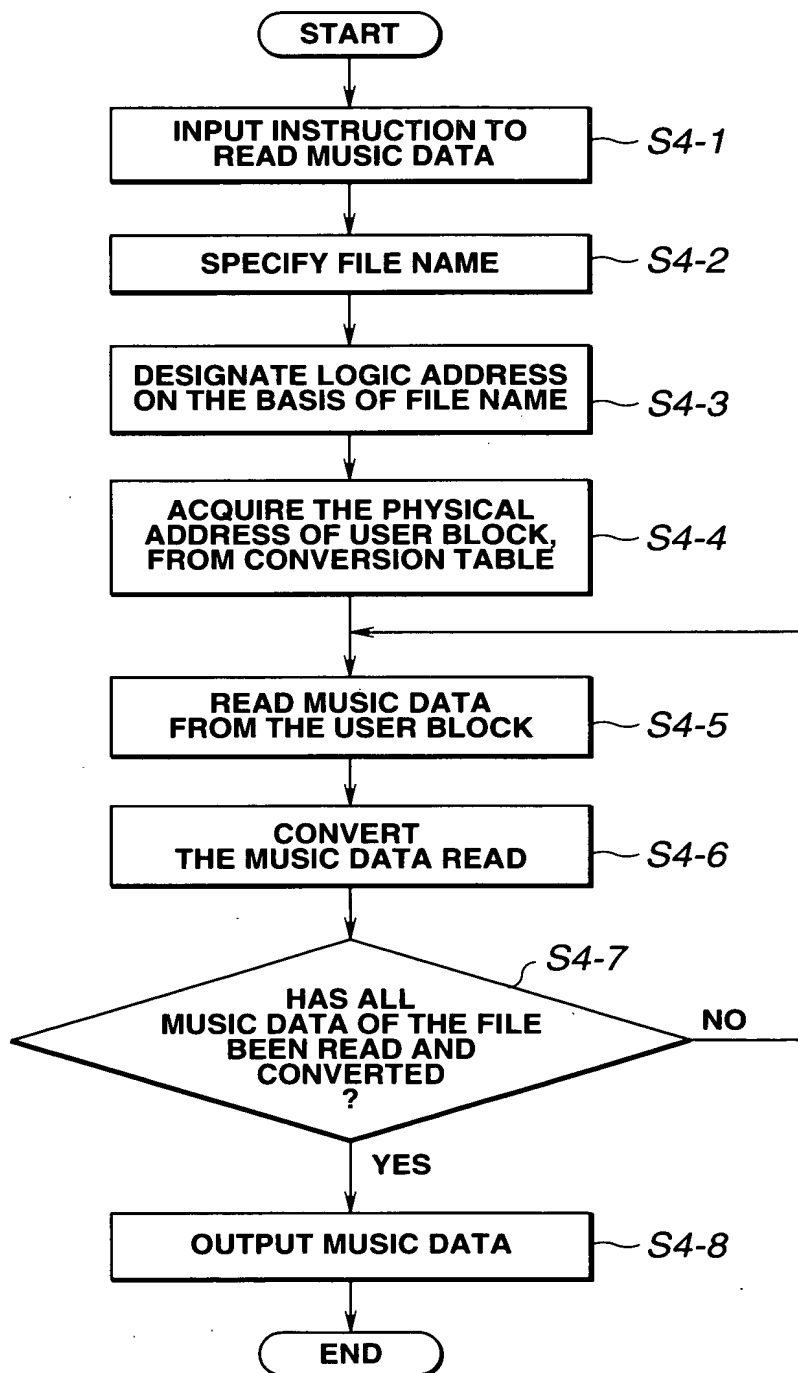 START
INPUT INSTRUCTION TO
READ MUSIC DATA
S4-1
SPECIFY FILE NAME
S4-2
DESIGNATE LOGIC ADDRESS
ON THE BASIS OF FILE NAME
S4-3
ACQUIRE THE PHYSICAL
ADDRESS OF USER BLOCK,
FROM CONVERSION TABLE
S4-4
READ MUSIC DATA
FROM THE USER BLOCK
S4-5
CONVERT
THE MUSIC DATA READ
S4-6
S4-7
HAS ALL
MUSIC DATA OF THE FILE
BEEN READ AND
CONVERTED
?
NO
YES
OUTPUT MUSIC DATA
S4-8
END